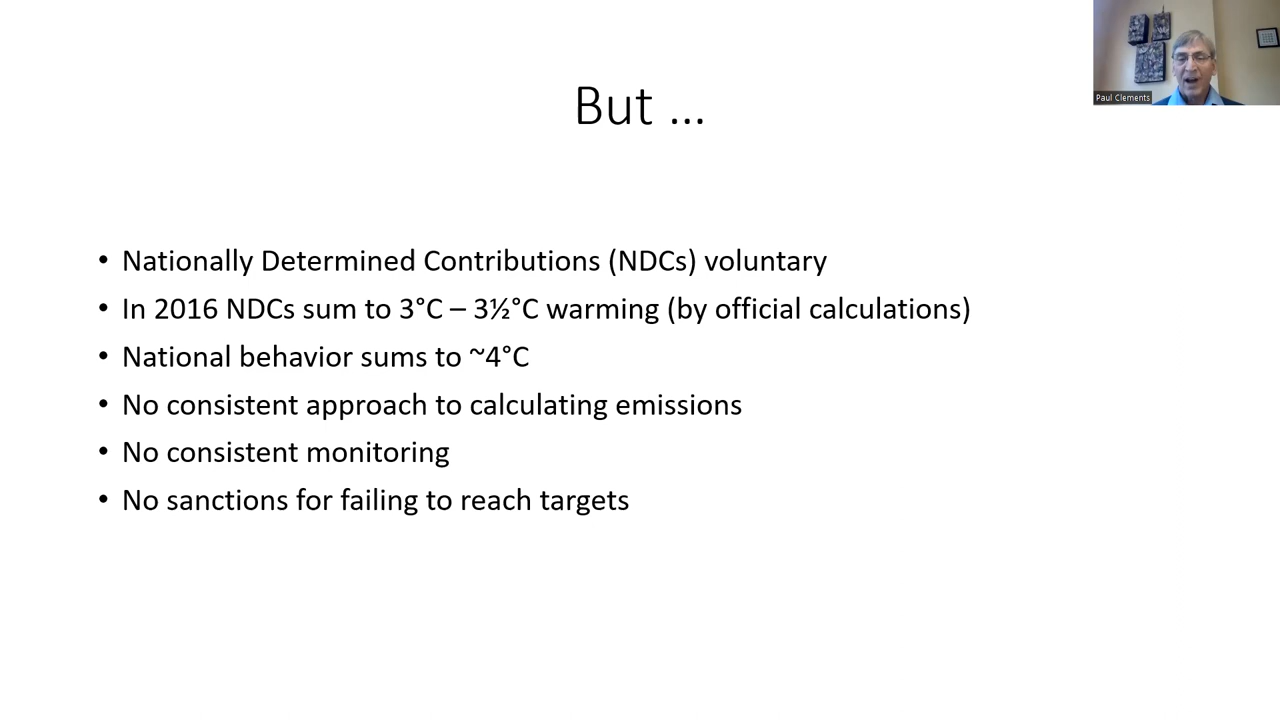 But …
Paul Clements
• Nationally Determined Contributions (NDCs) voluntary
• In 2016 NDCs sum to 3°C – 3½°C warming (by official calculations)
• National behavior sums to ~4°C
• No consistent approach to calculating emissions
• No consistent monitoring
• No sanctions for failing to reach targets